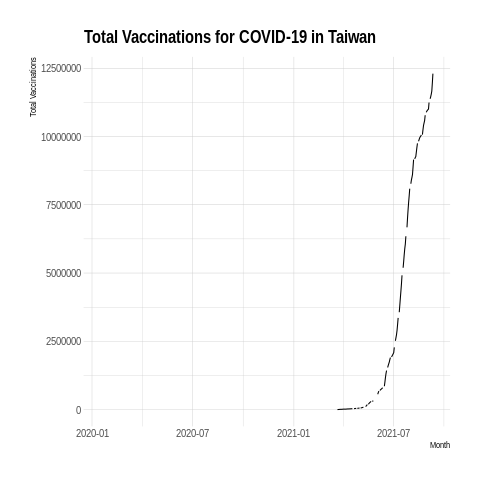 Total Vaccinations for COVID-19 in Taiwan
Total Vaccinations
12500000
10000000
7500000
5000000
2500000
0
2020-01 2020-07 2021-01 2021-07
Month